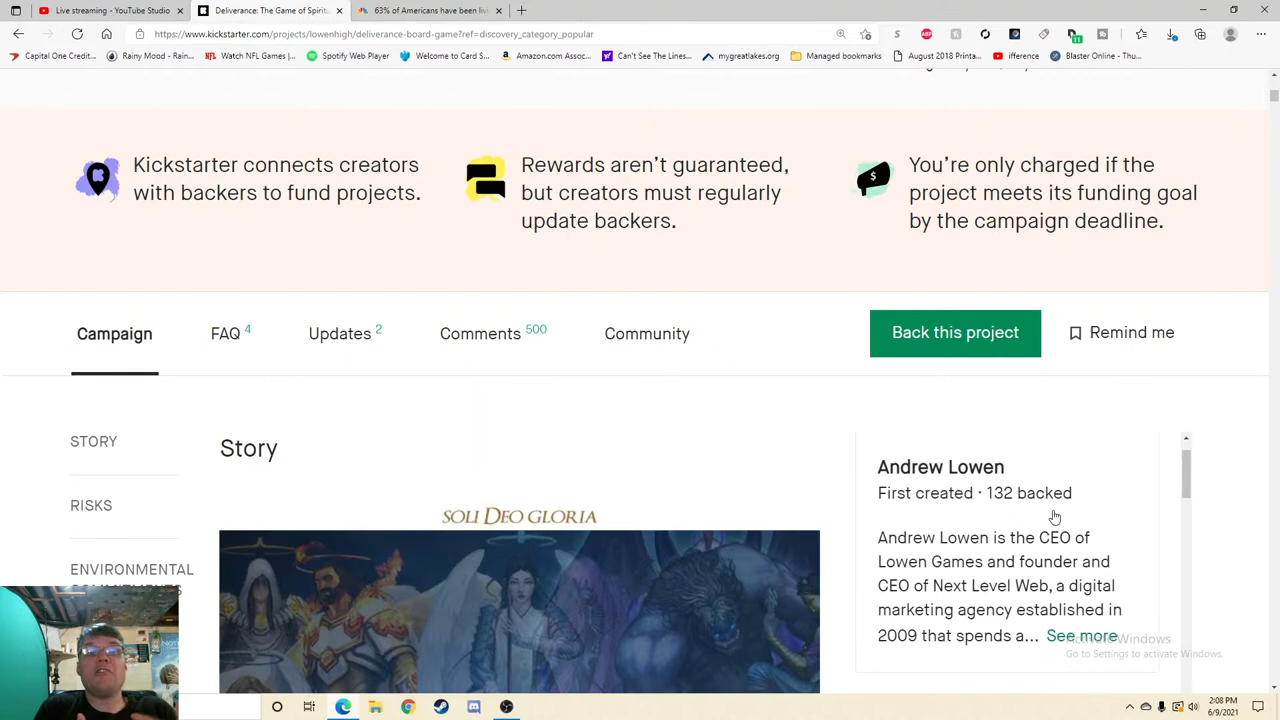 Live streaming - YouTube Studio
Deliverance: The Game of Spiritu
63% of Americans have been livi
https://www.kickstarter.com/projects/lowenhigh/deliverance-board-game?ref=discovery_category_popular
Capital One Credit...
Rainy Mood - Rain...
Watch NFL Games /...
Spotify Web Playe...
Welcome to Card S...
Amazon.com: Assoc...
Can't See The Lines...
mygreatlakes.org
Managed bookmarks
August 2018 Printa...
ifference
Blaster Online - Thu...
Kickstarter connects creators
with backers to fund projects.
Rewards aren't guaranteed,
but creators must regularly
update backers.
You're only charged if the
project meets its funding goal
by the campaign deadline.
Campaign
FAQ 4
Updates 2
Comments 500
Community
Back this project
Remind me
STORY
RISKS
ENVIRONMENTAL
COMMITMENTS
Story
SOLI DEO GLORIA
Andrew Lowen
First created · 132 backed
Andrew Lowen is the CEO of
Lowen Games and founder and
CEO of Next Level Web, a digital
marketing agency established in
2009 that spends a... See more
Activate Windows
Go to Settings to activate Windows.
2:08 PM
6/9/2021